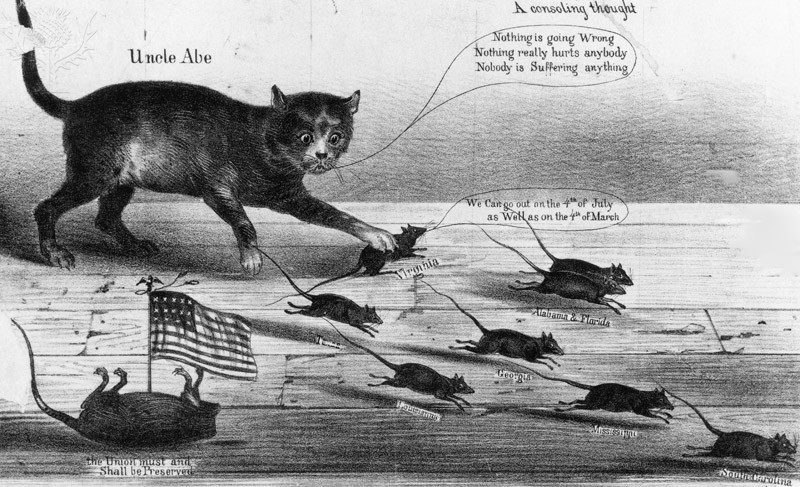 A consoling thought
Uncle Abe
Nothing is going Wrong
Nothing really hurts anybody
Nobody is Suffering anything
We Can go out on the 4th of July
as Well as on the 4th of March
Virginia
Alabama & Florida
Georgia
Mississippi
South Carolina
the Union must and
Shall be Preserved